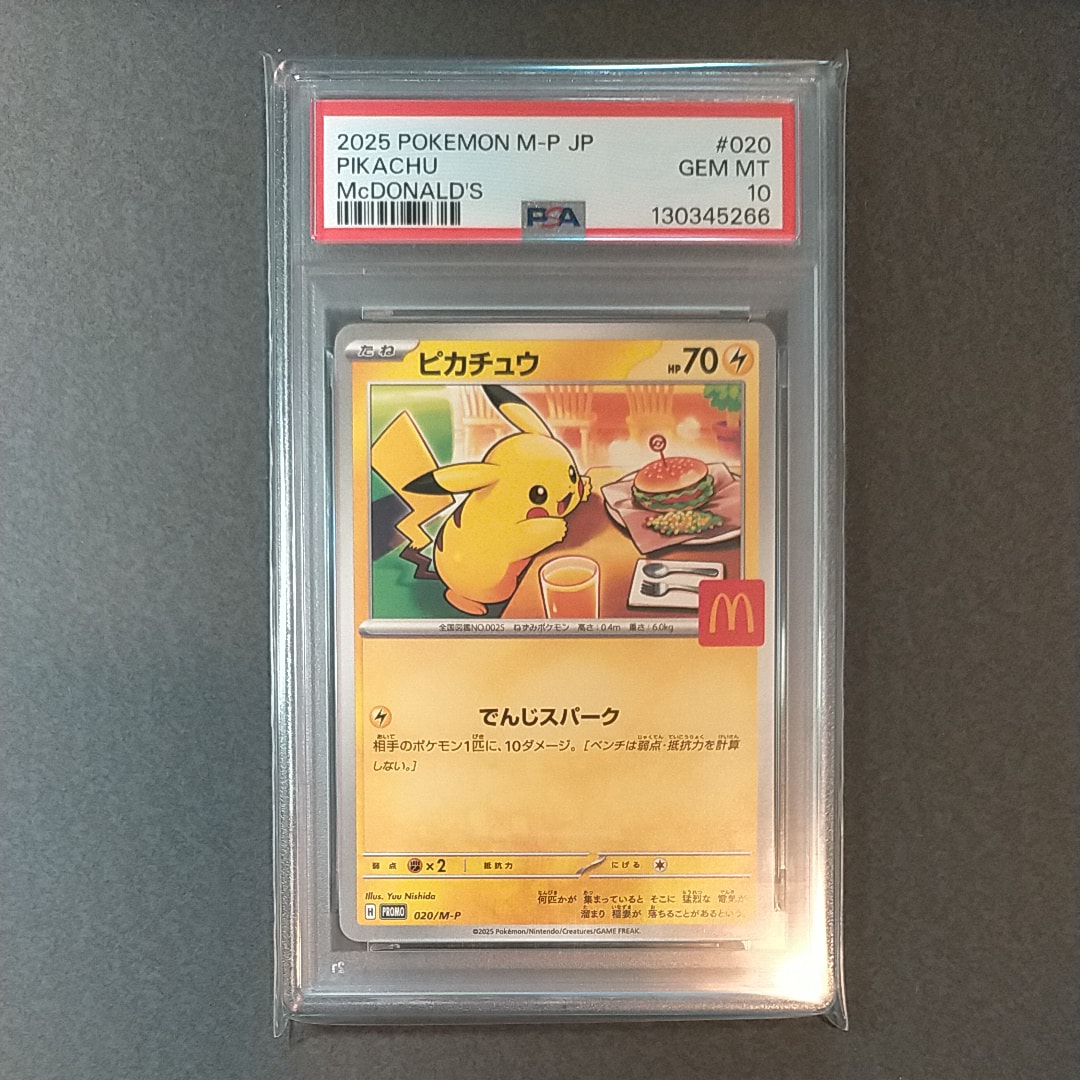 2025 POKEMON M-P JP #020
PIKACHU GEM MT
McDONALD'S 10
PSA 130345266
たね ピカチュウ HP70
全国図鑑NO.0025 ねずみポケモン 高さ:0.4m 重さ:6.0kg
でんじスパーク
相手のポケモン1匹に、10ダメージ。[ベンチは弱点・抵抗力を計算
しない。]
弱点 ×2 抵抗力 にげる
Illus. Yuu Nishida
何匹かが 集まっていると そこに 猛烈な 電気が
溜まり 稲妻が 落ちることがあるという。
H PROMO 020/M-P
©2025 Pokémon/Nintendo/Creatures/GAME FREAK.